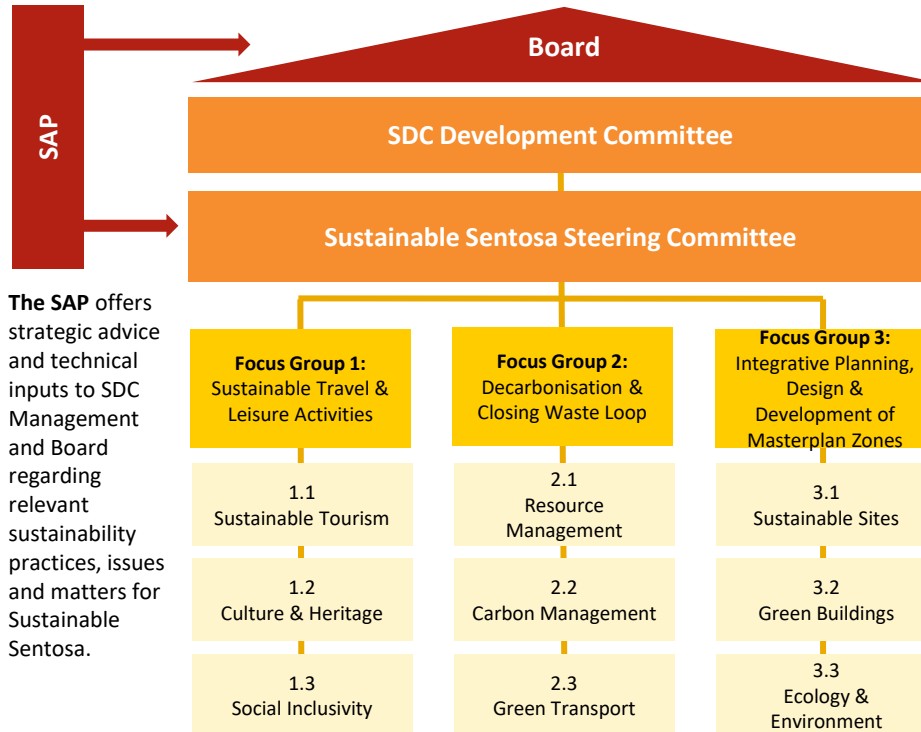 SAP
Board
SDC Development Committee
Sustainable Sentosa Steering Committee
The SAP offers
strategic advice
and technical
inputs to SDC
Management
and Board
regarding
relevant
sustainability
practices, issues
and matters for
Sustainable
Sentosa.
Focus Group 1:
Sustainable Travel &
Leisure Activities
1.1
Sustainable Tourism
1.2
Culture & Heritage
1.3
Social Inclusivity
Focus Group 2:
Decarbonisation &
Closing Waste Loop
2.1
Resource
Management
2.2
Carbon Management
2.3
Green Transport
Focus Group 3:
Integrative Planning,
Design &
Development of
Masterplan Zones
3.1
Sustainable Sites
3.2
Green Buildings
3.3
Ecology &
Environment